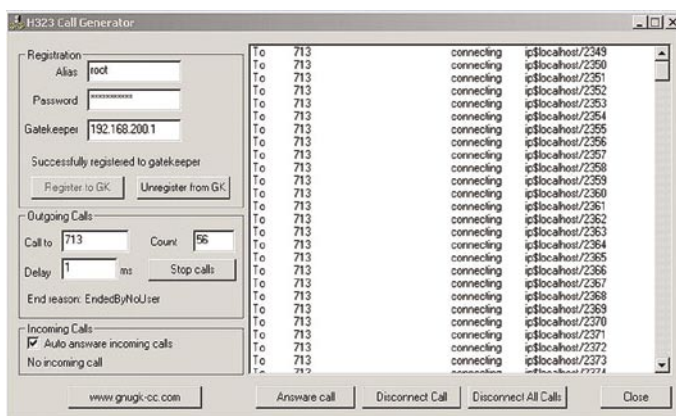 H323 Call Generator
Registration
Alias root
Password xxxxxxxxxxx
Gatekeeper 192.168.200.1
Successfully registered to gatekeeper
Register to GK Unregister from GK
Outgoing Calls
Call to 713 Count 56
Delay 1 ms Stop calls
End reason: EndedByNoUser
Incoming Calls
Auto answare incoming calls
No incoming call
To 713 connecting ip$localhost/2349
To 713 connecting ip$localhost/2350
To 713 connecting ip$localhost/2351
To 713 connecting ip$localhost/2352
To 713 connecting ip$localhost/2353
To 713 connecting ip$localhost/2354
To 713 connecting ip$localhost/2355
To 713 connecting ip$localhost/2356
To 713 connecting ip$localhost/2357
To 713 connecting ip$localhost/2358
To 713 connecting ip$localhost/2359
To 713 connecting ip$localhost/2360
To 713 connecting ip$localhost/2361
To 713 connecting ip$localhost/2362
To 713 connecting ip$localhost/2363
To 713 connecting ip$localhost/2364
To 713 connecting ip$localhost/2365
To 713 connecting ip$localhost/2366
To 713 connecting ip$localhost/2367
To 713 connecting ip$localhost/2368
To 713 connecting ip$localhost/2369
To 713 connecting ip$localhost/2370
To 713 connecting ip$localhost/2371
To 713 connecting ip$localhost/2372
To 713 connecting ip$localhost/2373
To 713 connecting ip$localhost/2374
www.gnugk-cc.com Answare call Disconnect Call Disconnect All Calls Close